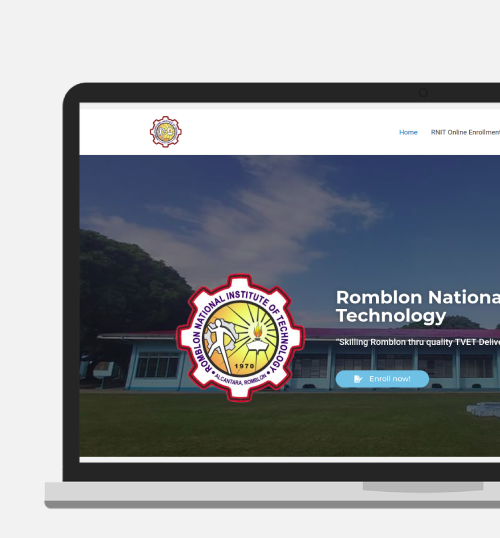 Home RNIT Online Enrollment
Romblon Nationa
Technology
"Skilling Romblon thru quality TVET Delive
Enroll now!
ROMBLON NATIONAL INSTITUTE OF TECHNOLOGY
1970
• ALCANTARA, ROMBLON •